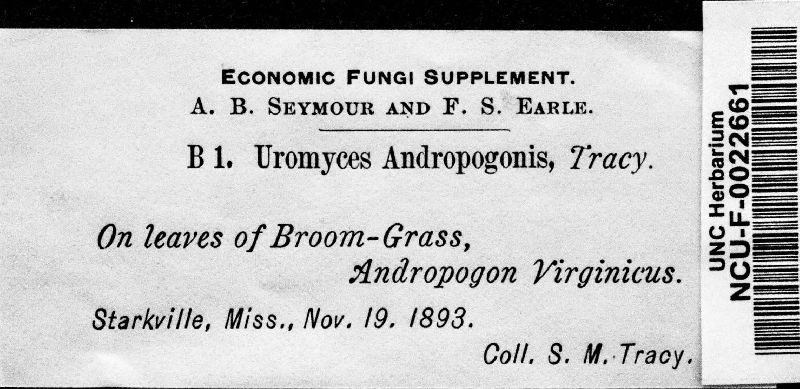 ECONOMIC FUNGI SUPPLEMENT.
A. B. SEYMOUR AND F. S. EARLE.
B 1. Uromyces Andropogonis, Tracy.
On leaves of Broom-Grass,
Andropogon Virginicus.
Starkville, Miss., Nov. 19. 1893.
Coll. S. M. Tracy.
UNC Herbarium
NCU-F-0022661